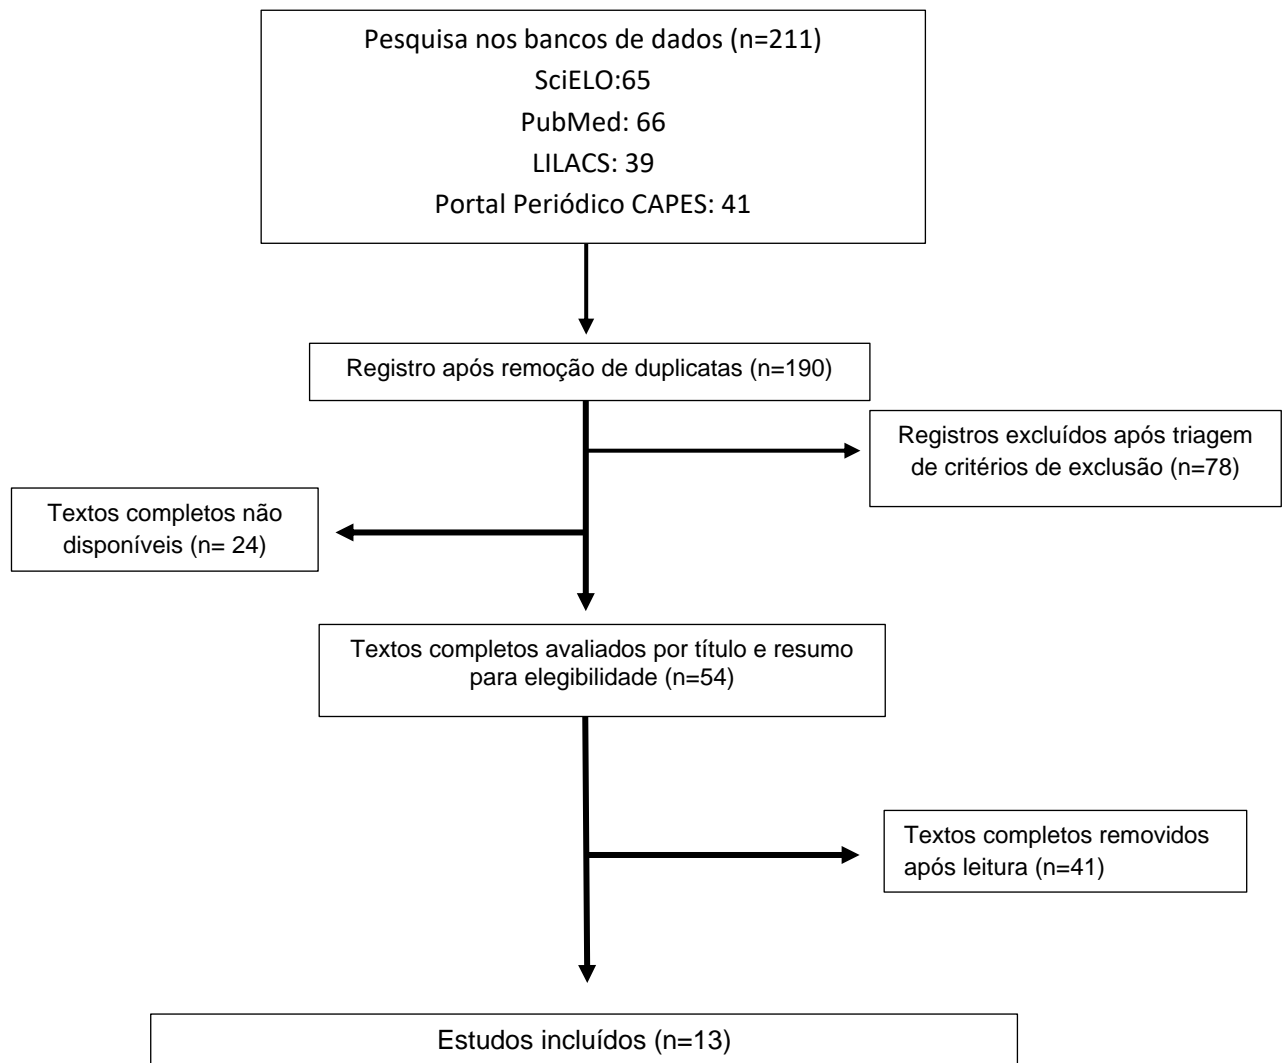 Pesquisa nos bancos de dados (n=211)
SciELO:65
PubMed: 66
LILACS: 39
Portal Periódico CAPES: 41
Registro após remoção de duplicatas (n=190)
Registros excluídos após triagem
de critérios de exclusão (n=78)
Textos completos não
disponíveis (n= 24)
Textos completos avaliados por título e resumo
para elegibilidade (n=54)
Textos completos removidos
após leitura (n=41)
Estudos incluídos (n=13)